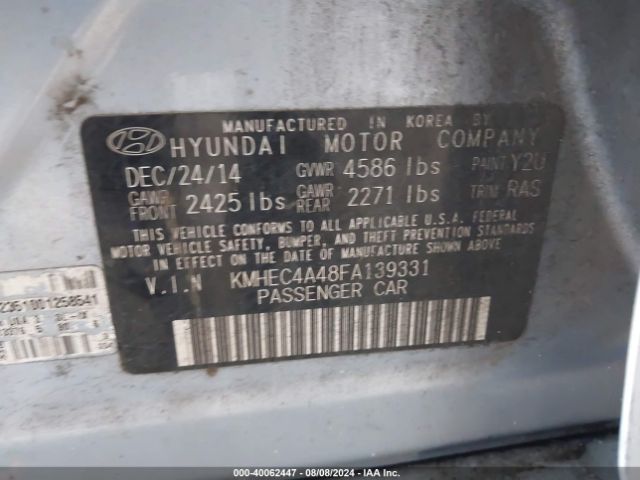 MANUFACTURED IN KOREA BY
HYUNDAI MOTOR COMPANY
DEC/24/14 GVWR 4586 lbs PAINT Y2U
GAWR FRONT 2425 lbs GAWR REAR 2271 lbs TRIM RAS
THIS VEHICLE CONFORMS TO ALL APPLICABLE U.S.A. FEDERAL
MOTOR VEHICLE SAFETY, BUMPER, AND THEFT PREVENTION STANDARDS
IN EFFECT ON THE DATE OF MANUFACTURE SHOWN ABOVE.
V.I.N KMHEC4A48FA139331
PASSENGER CAR
IAA - 40062447 - 08/08/2024 - IAA HOLDINGS, LLC